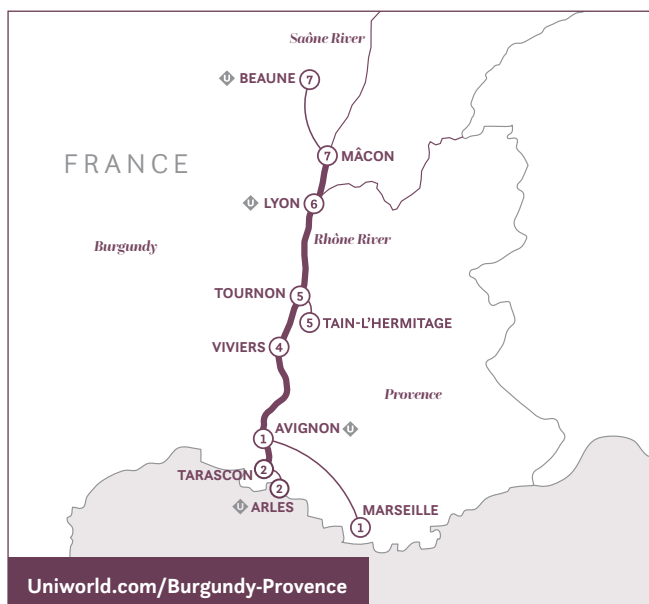 Saône River
U BEAUNE
7
7 MÂCON
FRANCE
U LYON
6
Rhône River
Burgundy
TOURNON 5
5 TAIN-L'HERMITAGE
VIVIERS 4
Provence
AVIGNON U
1
TARASCON 2
2
U ARLES
MARSEILLE
1
Uniworld.com/Burgundy-Provence